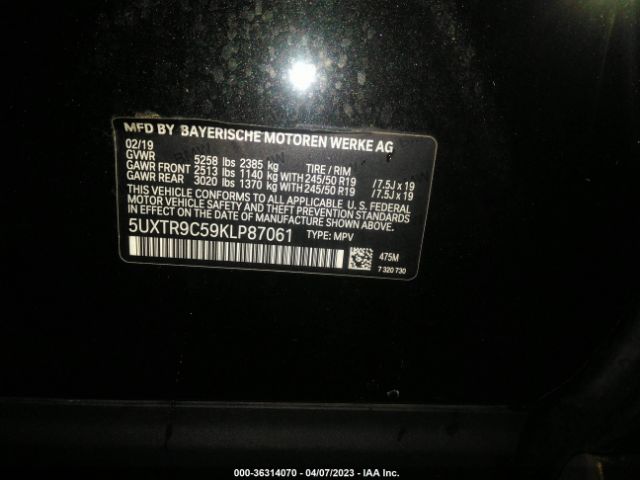 MFD BY BAYERISCHE MOTOREN WERKE AG
02/19
GVWR 5258 lbs 2385 kg TIRE / RIM
GAWR FRONT 2513 lbs 1140 kg WITH 245/50 R19 /7.5J x 19
GAWR REAR 3020 lbs 1370 kg WITH 245/50 R19 /7.5J x 19
THIS VEHICLE CONFORMS TO ALL APPLICABLE U.S. FEDERAL
MOTOR VEHICLE SAFETY AND THEFT PREVENTION STANDARDS
IN EFFECT ON THE DATE OF MANUFACTURE SHOWN ABOVE.
5UXTR9C59KLP87061 TYPE: MPV
475M
7 320 730
000-36314070 - 04/07/2023 - IAA Inc.